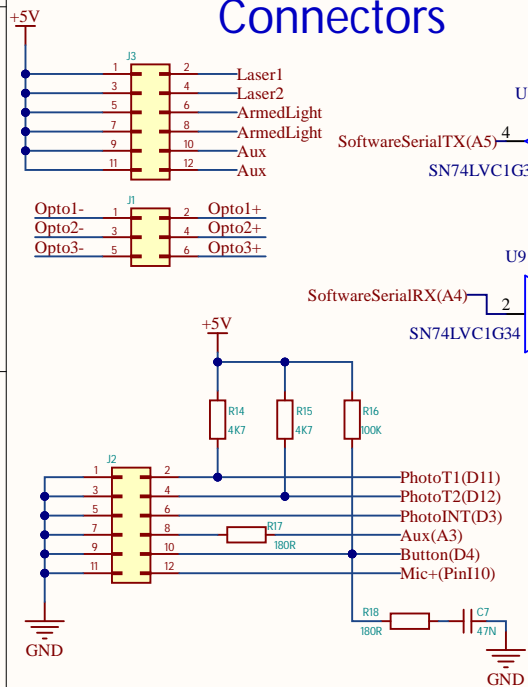 Connectors
+5V
J3
1 2 Laser1
3 4 Laser2
5 6 ArmedLight
7 8 ArmedLight
9 10 Aux
11 12 Aux
J1
Opto1- 1 2 Opto1+
Opto2- 3 4 Opto2+
Opto3- 5 6 Opto3+
U
SoftwareSerialTX(A5) 4
SN74LVC1G3
U9
SoftwareSerialRX(A4) 2
SN74LVC1G34
+5V
R14 R15 R16
4K7 4K7 100K
J2
1 2 PhotoT1(D11)
3 4 PhotoT2(D12)
5 6 PhotoINT(D3)
7 8 R17 Aux(A3)
180R
9 10 Button(D4)
11 12 Mic+(PinI10)
R18 C7
180R 47N
GND
GND